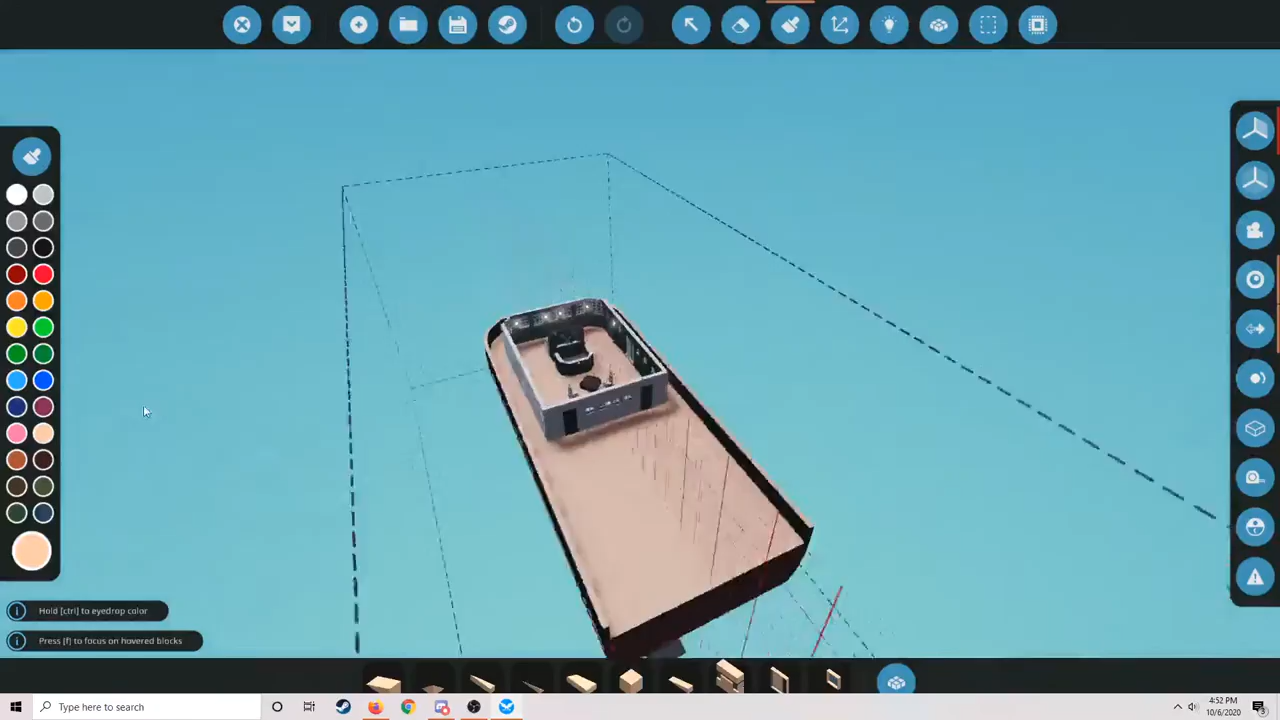 Hold [ctrl] to eyedrop color
Press [f] to focus on hovered blocks
Type here to search
4:52 PM
10/6/2020